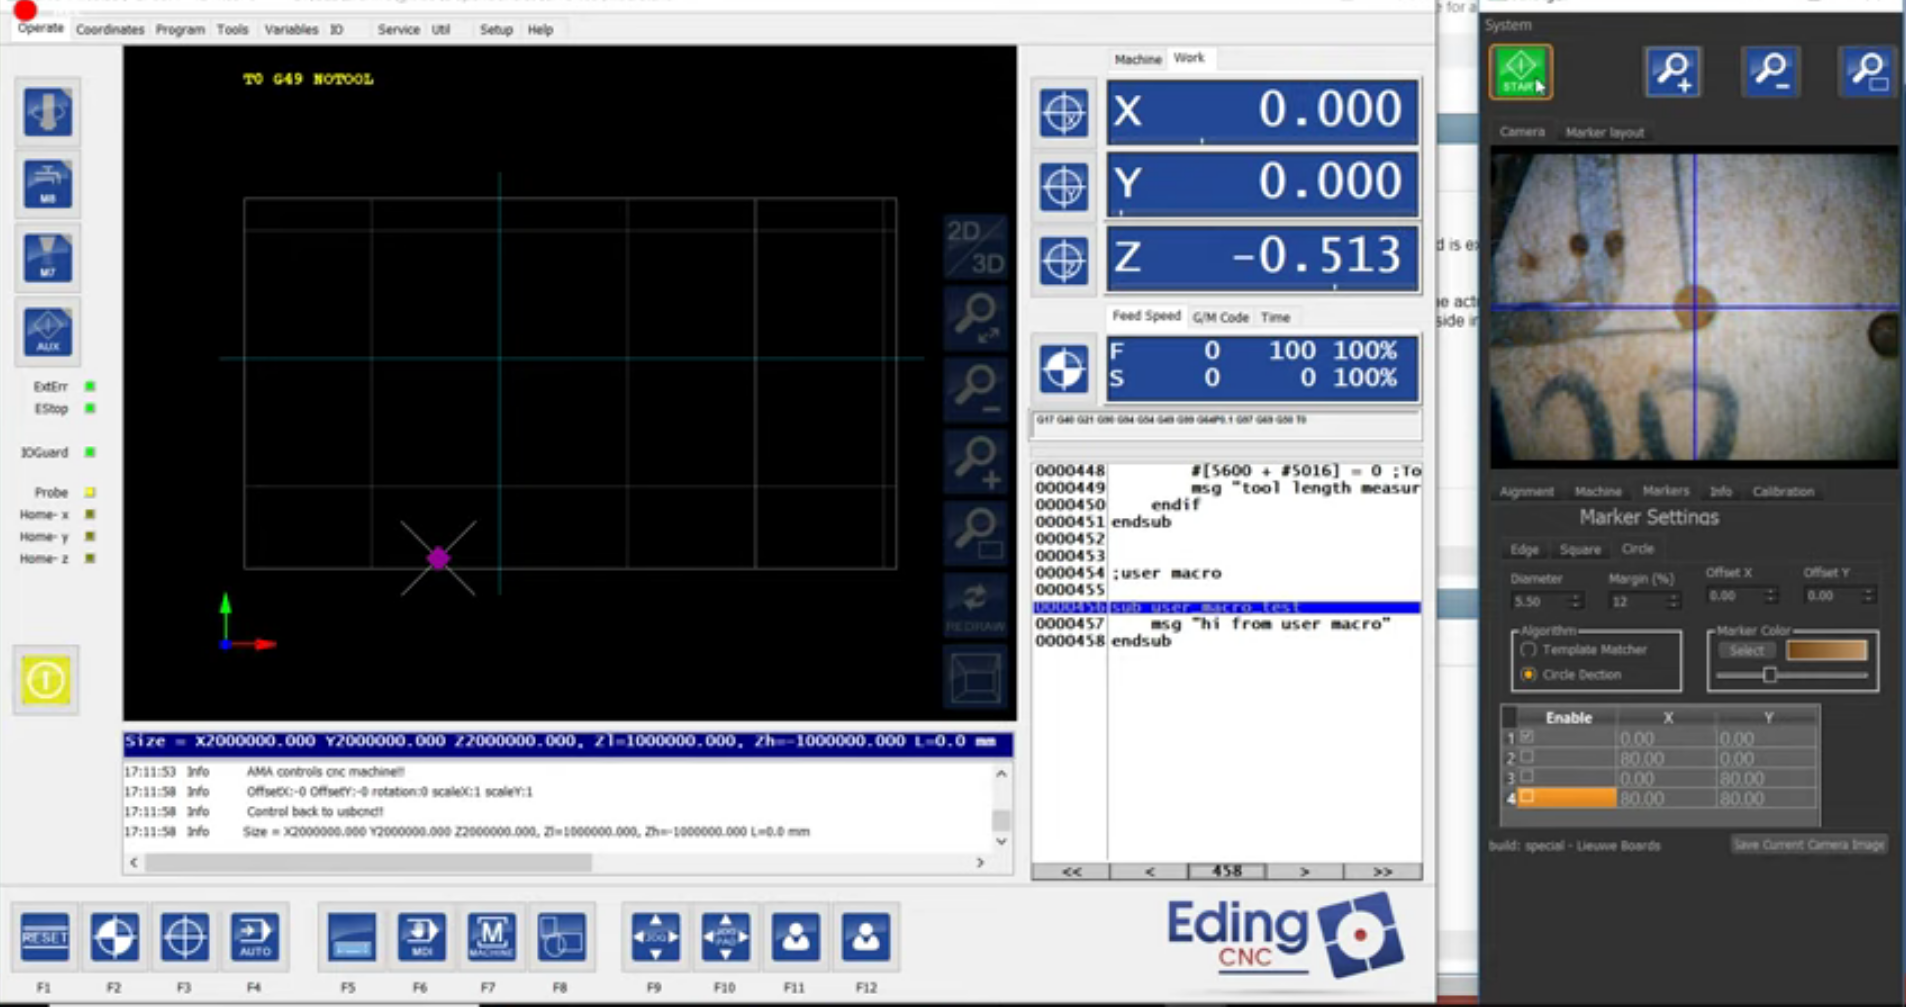 Operate Coordinates Program Tools Variables IO Service Util Setup Help
T0 G49 NOTOOL
M8
M7
AUX
ExtErr
EStop
IOGuard
Probe
Home- x
Home- y
Home- z
2D
3D
REDRAW
Size = X2000000.000 Y2000000.000 Z2000000.000, Zl=1000000.000, Zh=-1000000.000 L=0.0 mm
17:11:53 Info AMA controls cnc machine!!
17:11:58 Info OffsetX:-0 OffsetY:-0 rotation:0 scaleX:1 scaleY:1
17:11:58 Info Control back to usbcnc!!
17:11:58 Info Size = X2000000.000 Y2000000.000 Z2000000.000, Zl=1000000.000, Zh=-1000000.000 L=0.0 mm
Machine Work
X 0.000
Y 0.000
Z -0.513
Feed Speed G/M Code Time
F 0 100 100%
S 0 0 100%
G17 G40 G21 G90 G94 G54 G49 G99 G64P0.1 G97 G69 G50 T0
0000448 #[5600 + #5016] = 0 ;To
0000449 msg "tool length measur
0000450 endif
0000451 endsub
0000452
0000453
0000454 ;user macro
0000455
0000456 sub user_macro_test
0000457 msg "hi from user macro"
0000458 endsub
<< < 458 > >>
RESET AUTO MDI M MACHINE JOG JOG PAD
F1 F2 F3 F4 F5 F6 F7 F8 F9 F10 F11 F12
Eding
CNC
e for a
d is ex
e act
side in
System
START
Camera Marker layout
Alignment Machine Markers Info Calibration
Marker Settings
Edge Square Circle
Diameter Margin (%) Offset X Offset Y
5.50 12 0.00 0.00
Algorithm
Template Matcher
Circle Dection
Marker Color
Select
Enable X Y
1 0.00 0.00
2 80.00 0.00
3 0.00 80.00
4 80.00 80.00
build: special - Lieuwe Boards
Save Current Camera Image